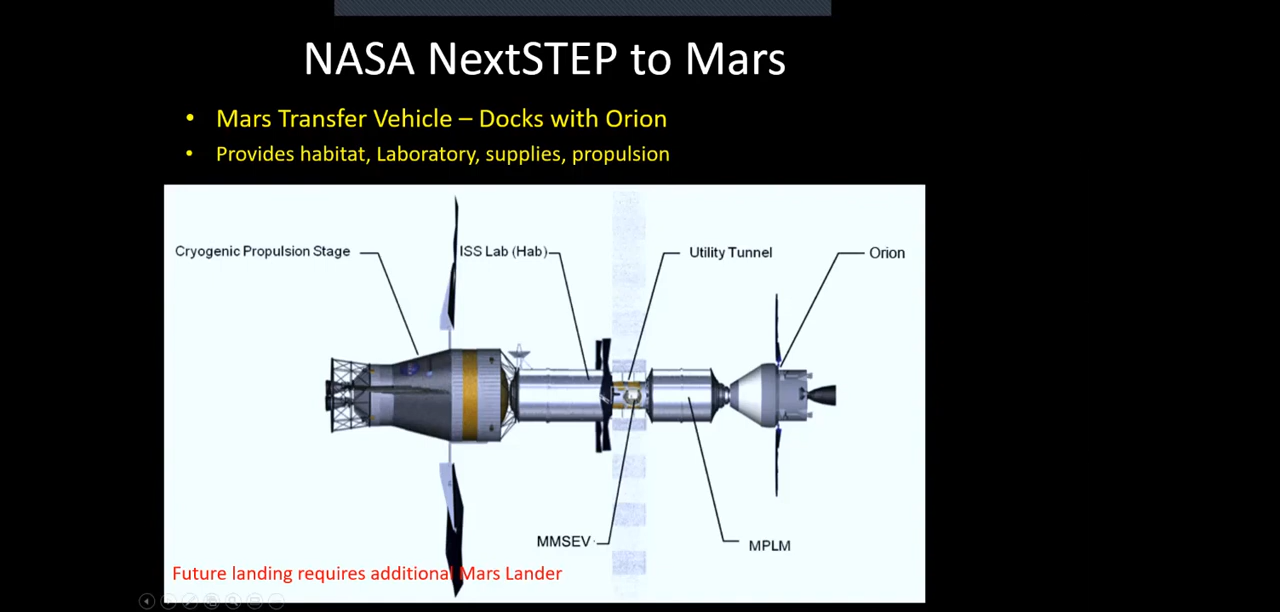 NASA NextSTEP to Mars
• Mars Transfer Vehicle – Docks with Orion
• Provides habitat, Laboratory, supplies, propulsion
Cryogenic Propulsion Stage
ISS Lab (Hab)
Utility Tunnel
Orion
MMSEV
MPLM
Future landing requires additional Mars Lander